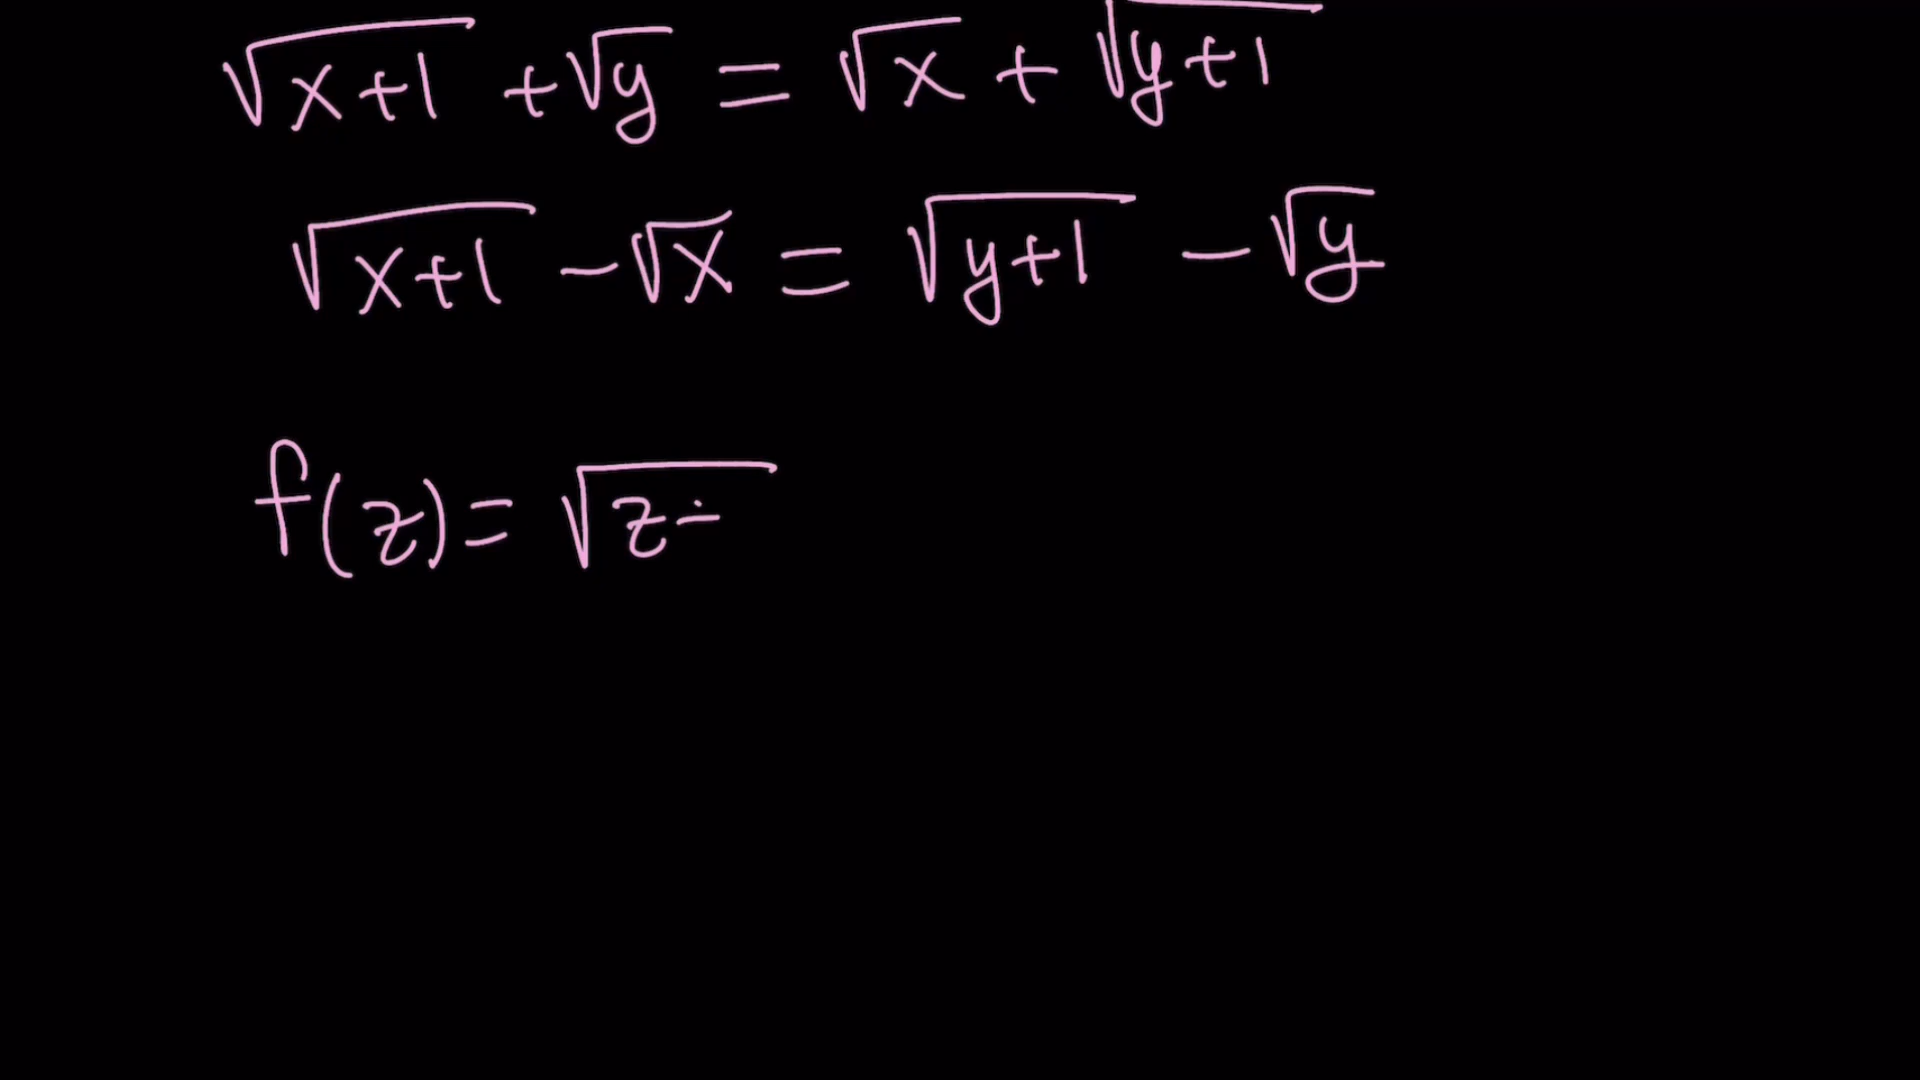 √(x+1) + √y = √x + √(y+1)
√(x+1) - √x = √(y+1) - √y
f(z) = √(z-